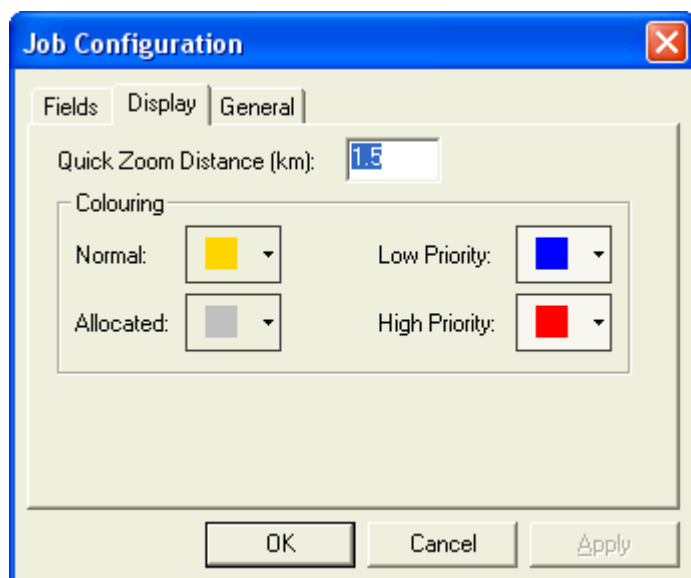 Job Configuration
Fields Display General
Quick Zoom Distance (km): 1.5
Colouring
Normal: Low Priority:
Allocated: High Priority:
OK Cancel Apply